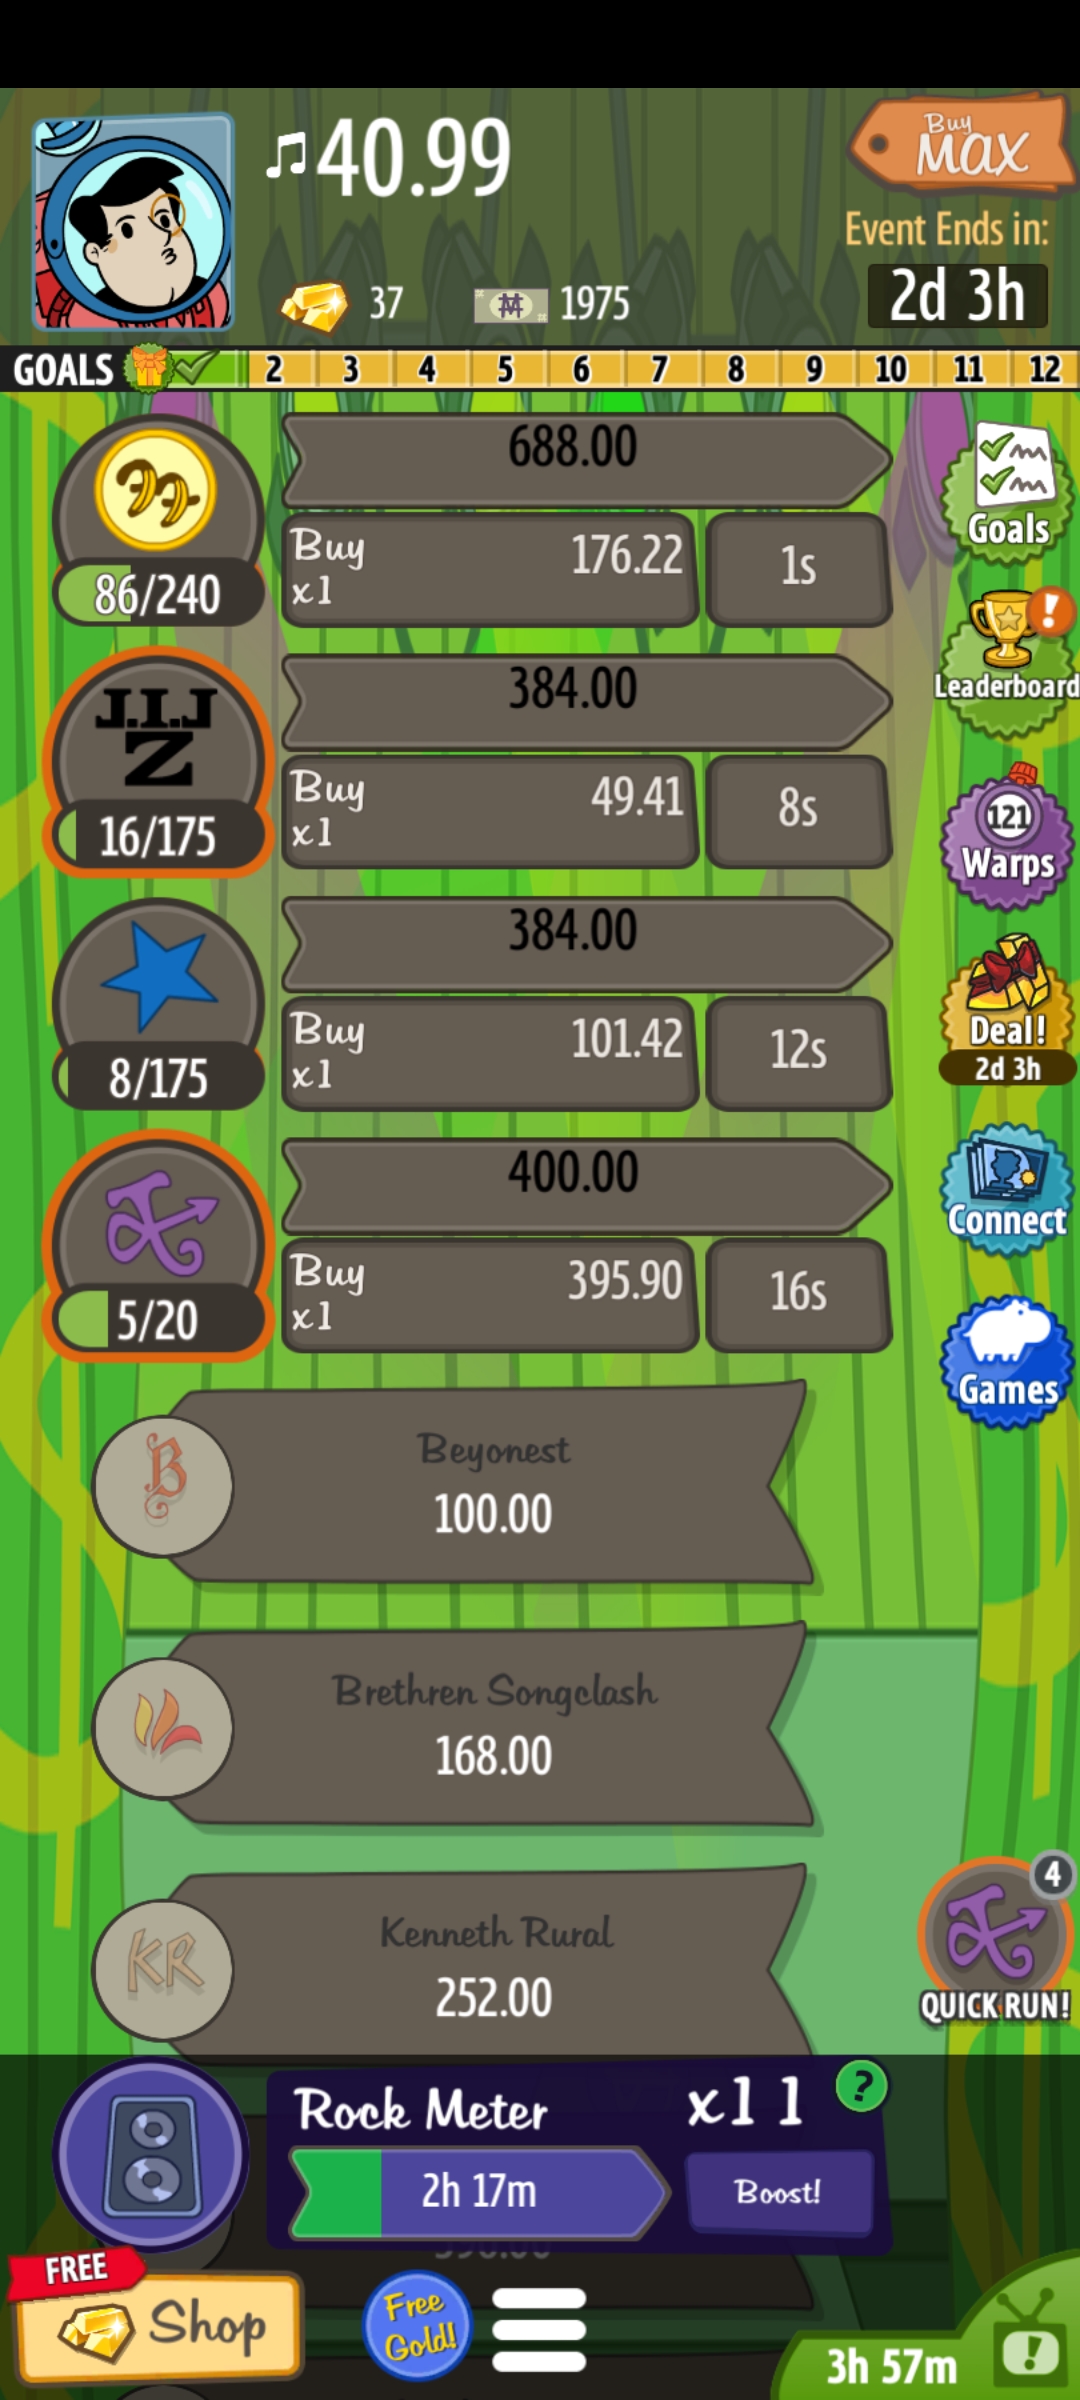 ♫40.99
Buy
MAX
Event Ends in:
2d 3h
37
1975
GOALS 2 3 4 5 6 7 8 9 10 11 12
688.00
Buy
x1
176.22
1s
86/240
Goals
J.I.J
Z
384.00
Buy
x1
49.41
8s
16/175
Leaderboard
!
121
Warps
384.00
Buy
x1
101.42
12s
8/175
Deal!
2d 3h
400.00
Buy
x1
395.90
16s
5/20
Connect
Games
B
Beyonest
100.00
Brethren Songclash
168.00
KR
Kenneth Rural
252.00
4
QUICK RUN!
Rock Meter
x11
?
2h 17m
Boost!
FREE
Shop
Free
Gold!
3h 57m
!